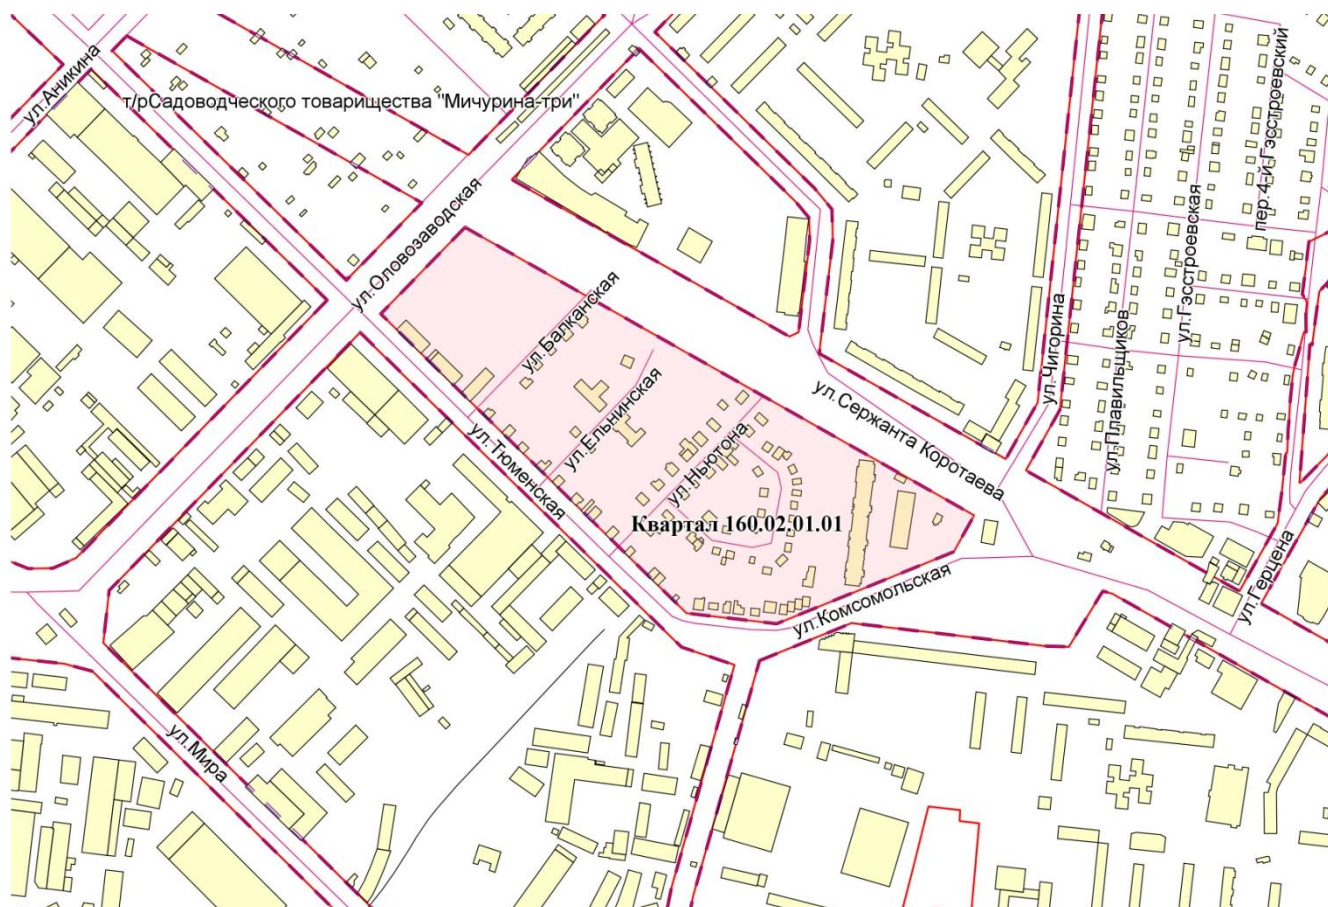 ул.Аникина
т/рСадоводческого товарищества "Мичурина-три"
пер.4-й Гэсстроевский
ул.Оловозаводская
ул.Гэсстроевская
ул.Балканская
ул.Чигорина
ул.Плавильщиков
ул.Ельнинская
ул.Сержанта Коротаева
ул.Тюменская
ул.Ньютона
Квартал 160.02.01.01
ул.Комсомольская
ул.Герцена
ул.Мира